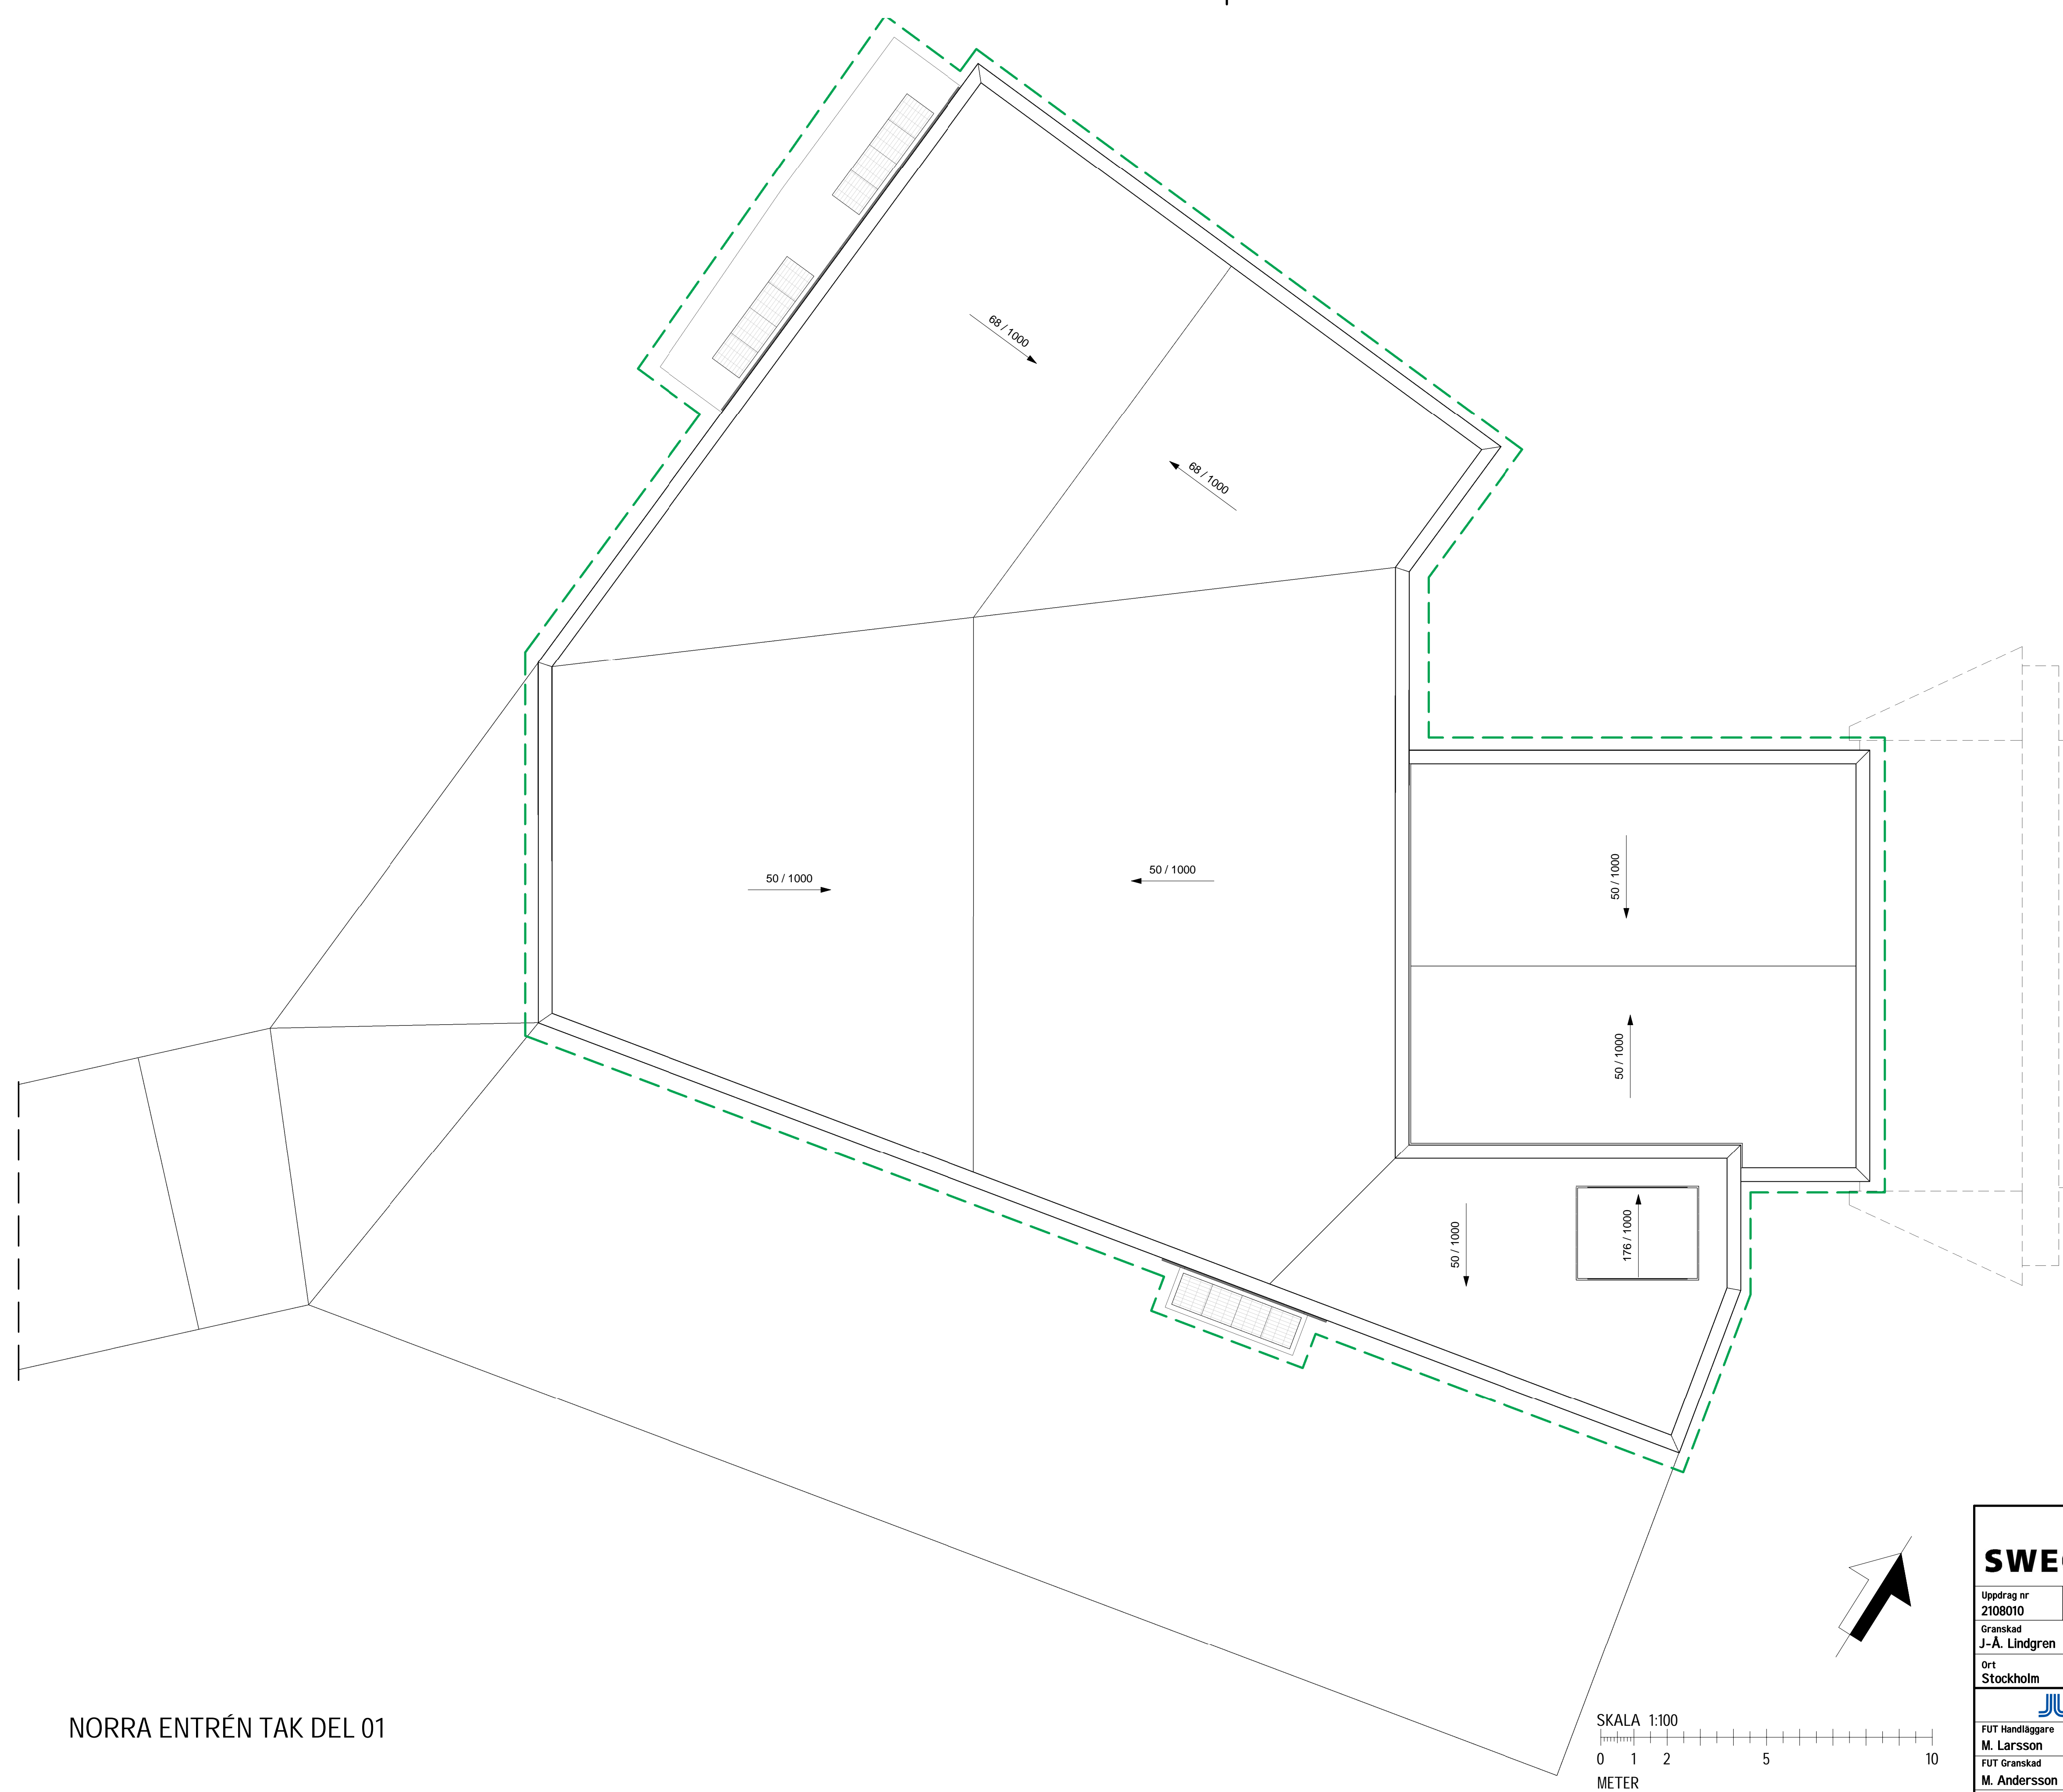 68 / 1000
68 / 1000
50 / 1000
50 / 1000
50 / 1000
50 / 1000
50 / 1000
176 / 1000
NORRA ENTRÉN TAK DEL 01
SKALA 1:100
0 1 2 5 10
METER
SWE
Uppdrag nr
2108010
Granskad
J-Å. Lindgren
Ort
Stockholm
FUT Handläggare
M. Larsson
FUT Granskad
M. Andersson